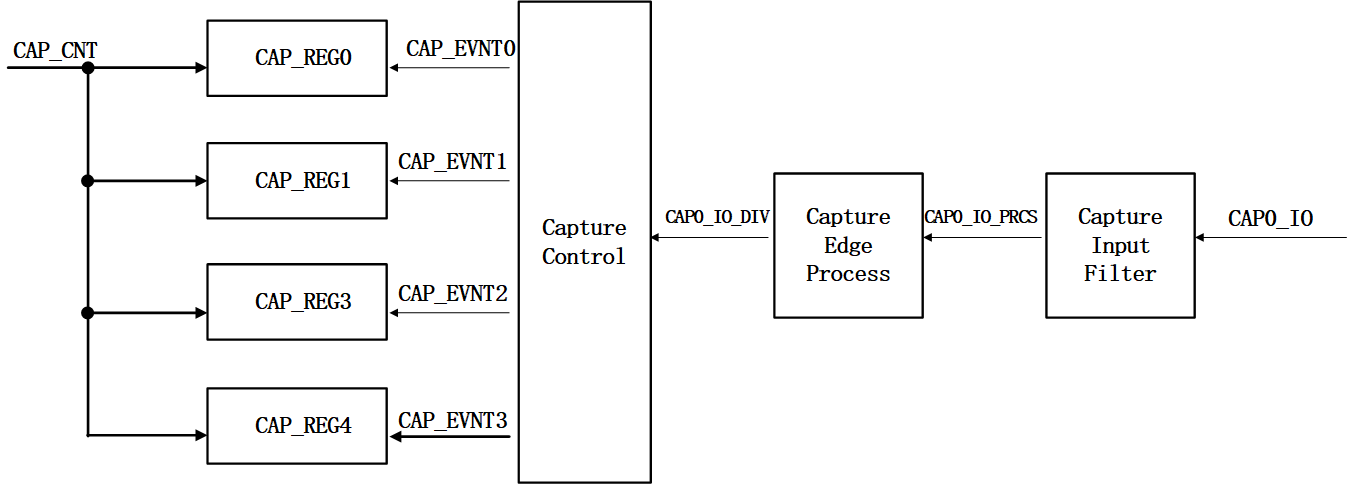 CAP_CNT
CAP_REG0
CAP_EVNT0
CAP_REG1
CAP_EVNT1
CAP_REG3
CAP_EVNT2
CAP_REG4
CAP_EVNT3
Capture
Control
CAP0_IO_DIV
Capture
Edge
Process
CAP0_IO_PRCS
Capture
Input
Filter
CAP0_IO